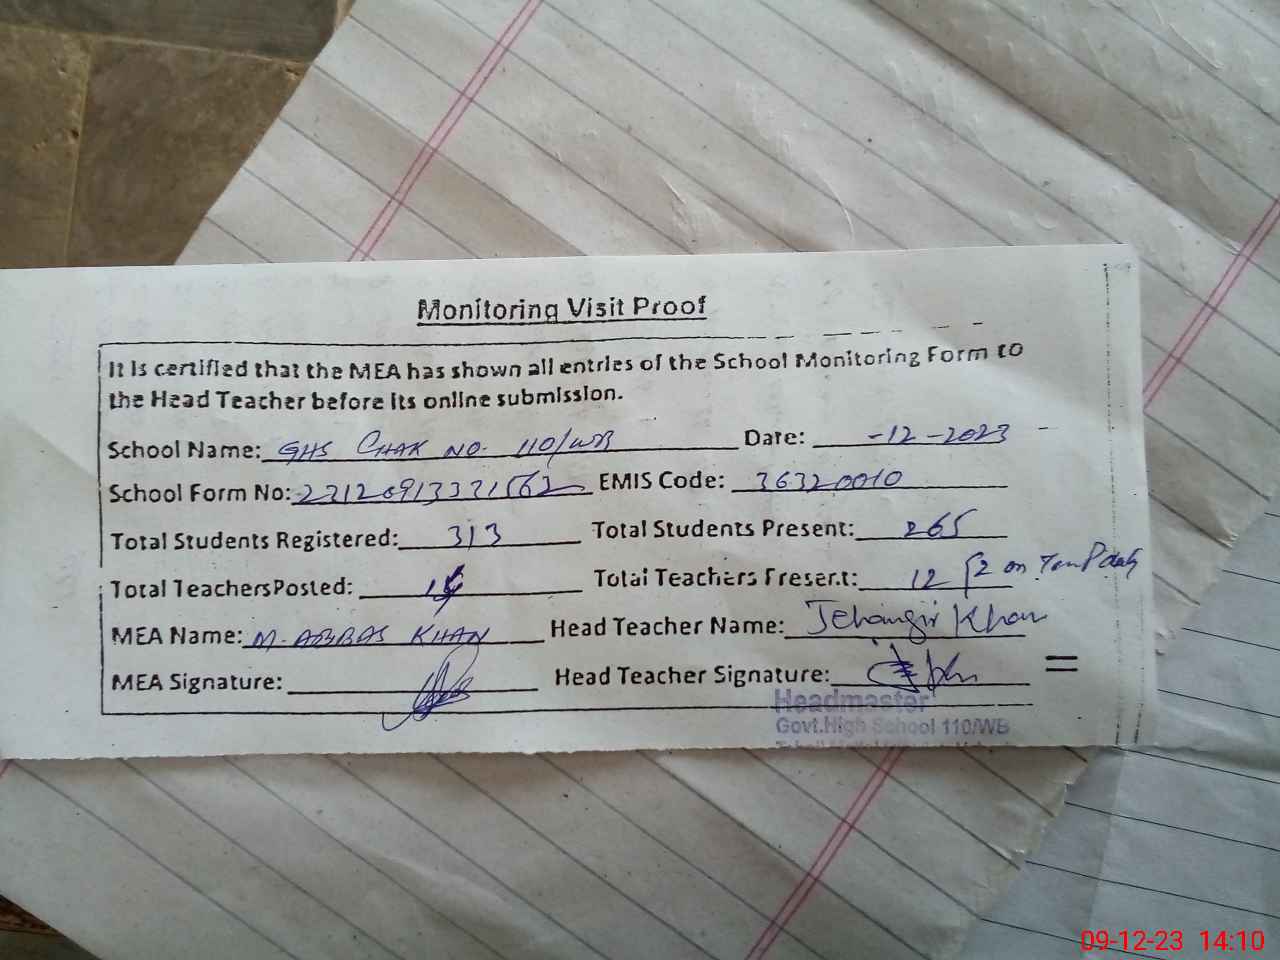 Monitoring Visit Proof
It is certified that the MEA has shown all entries of the School Monitoring Form to
the Head Teacher before its online submission.
School Name: GHS CHAK NO. 110/WB Date: -12-2023
School Form No: EMIS Code: 36320010
Total Students Registered: 313 Total Students Present: 265
Total Teachers Posted: Total Teachers Present: 12 2 on
MEA Name: M. ABBAS KHAN Head Teacher Name: Jehangir Khan
MEA Signature: Head Teacher Signature:
Headmaster
Govt.High School 110/WB
09-12-23 14:10